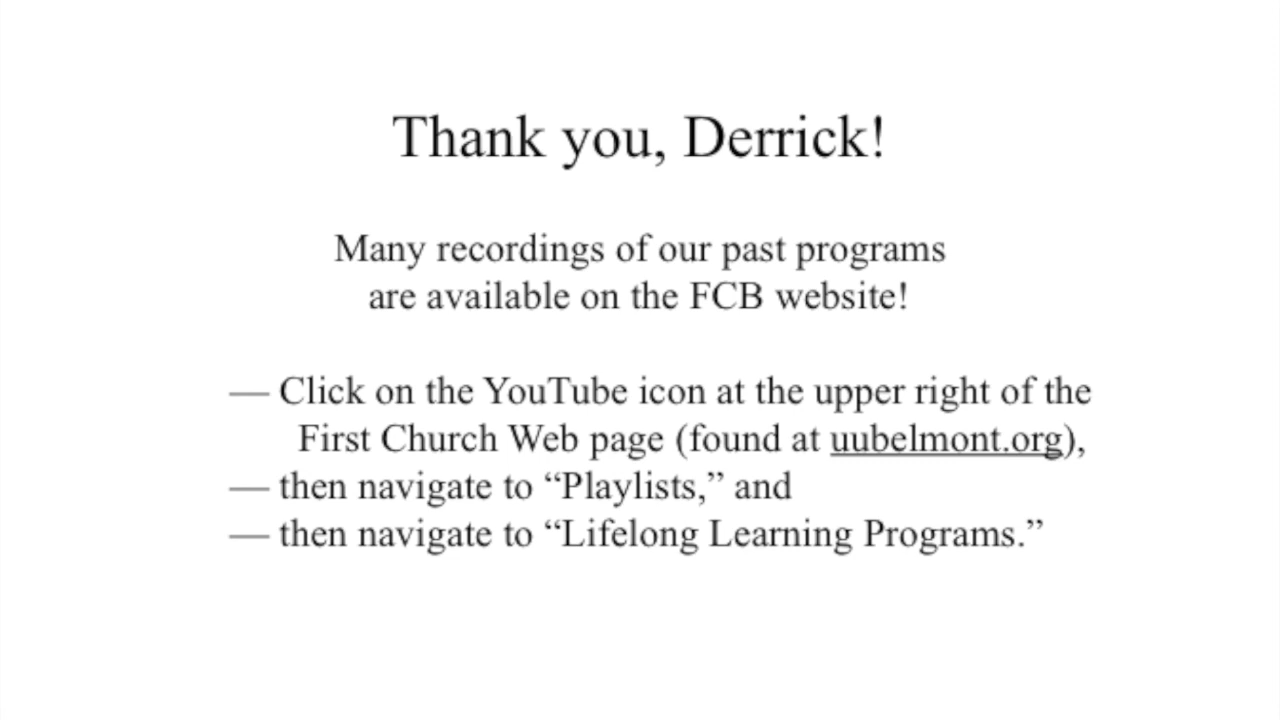 Thank you, Derrick!
Many recordings of our past programs
are available on the FCB website!
— Click on the YouTube icon at the upper right of the
First Church Web page (found at uubelmont.org),
— then navigate to “Playlists,” and
— then navigate to “Lifelong Learning Programs.”